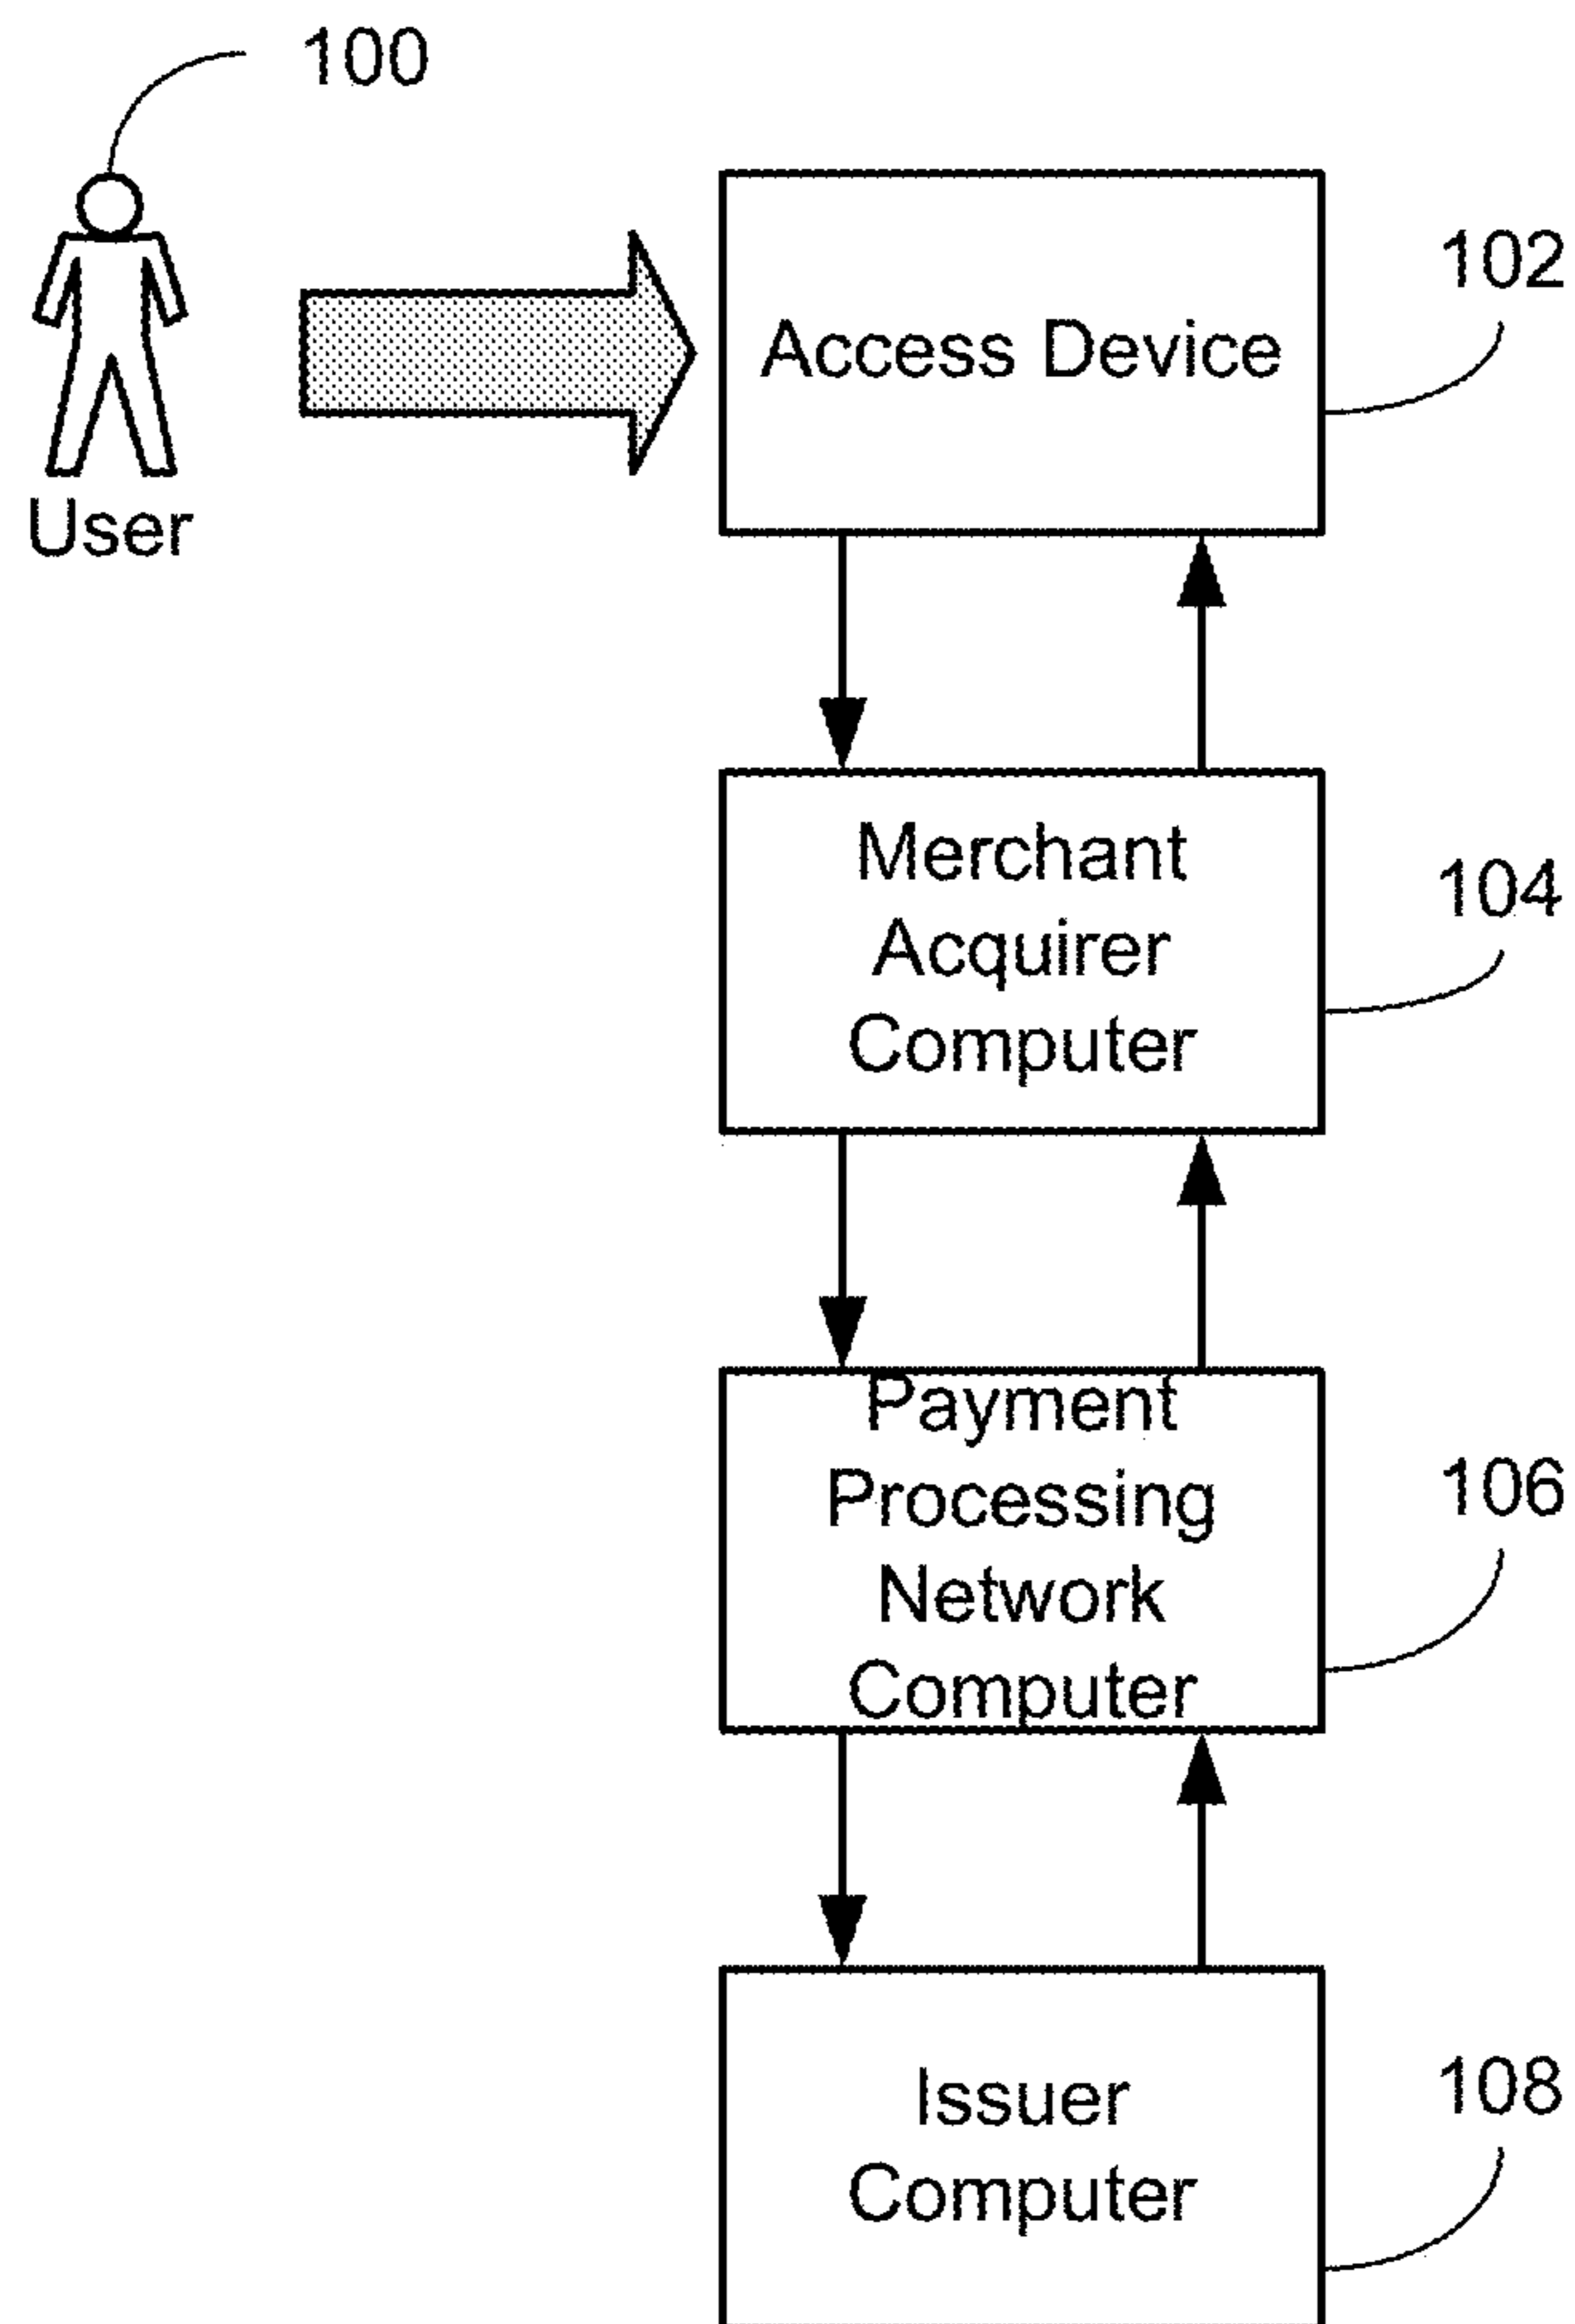 100
User
Access Device
102
Merchant
Acquirer
Computer
104
Payment
Processing
Network
Computer
106
Issuer
Computer
108